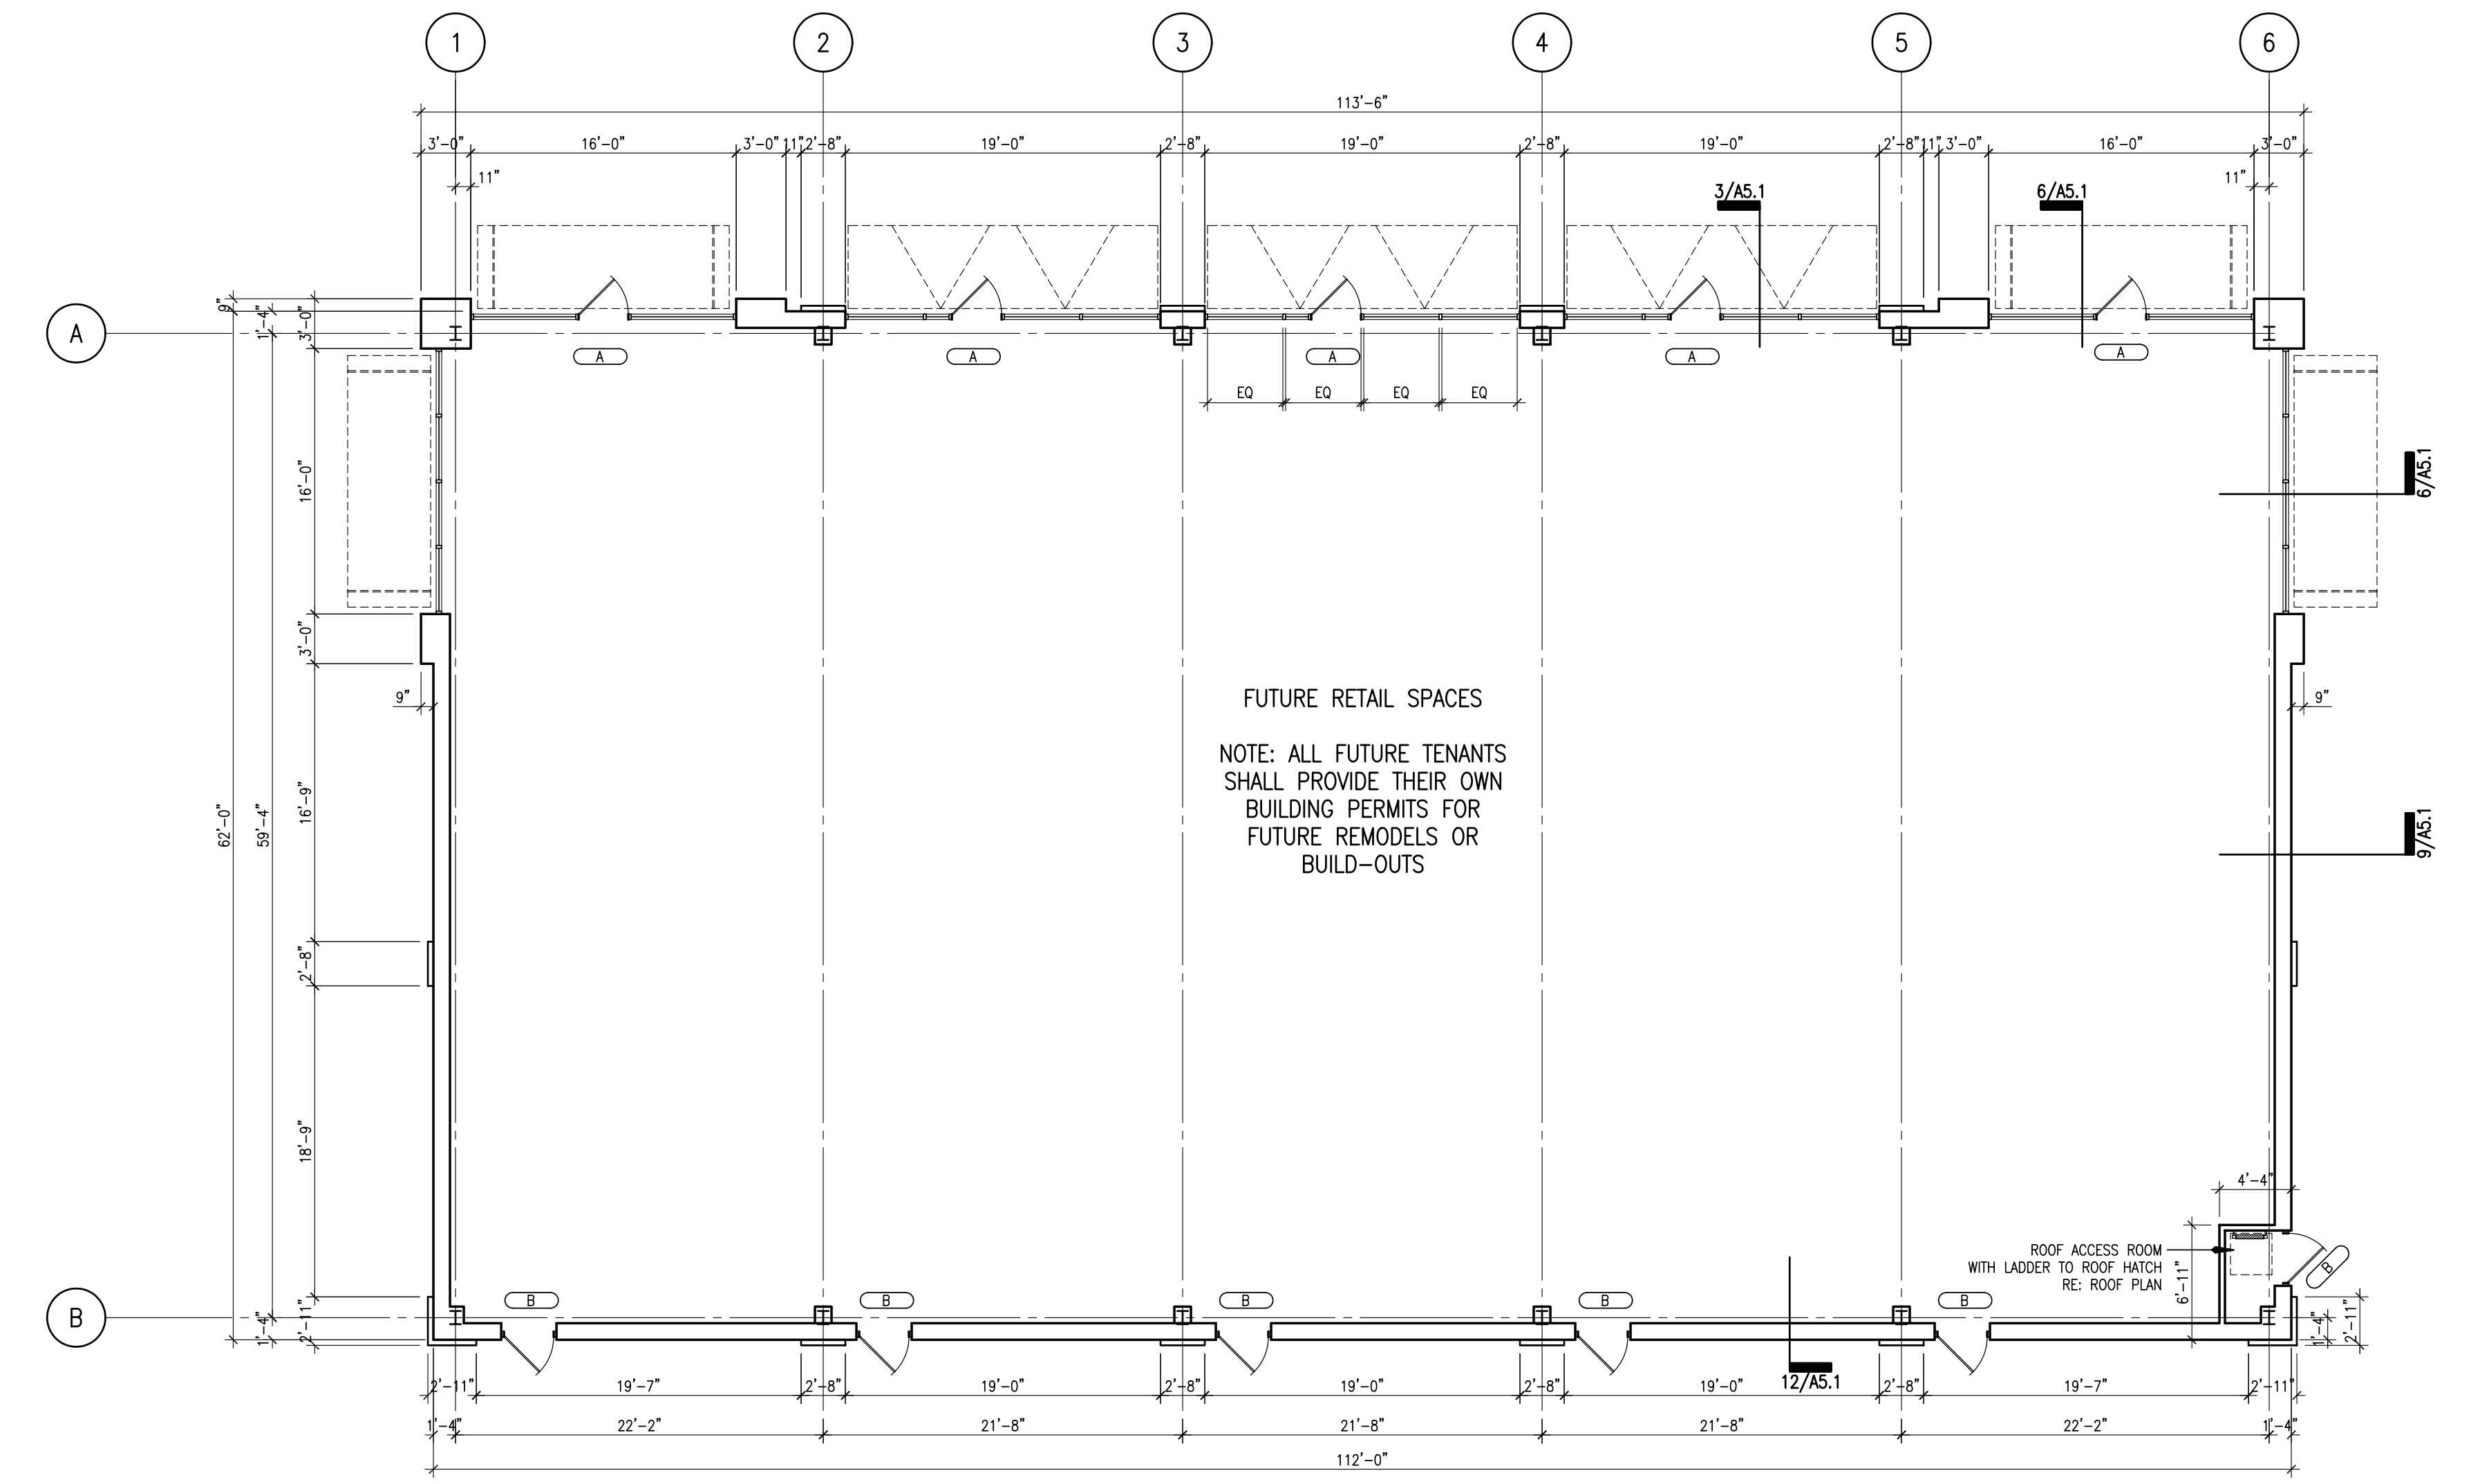 1 2 3 4 5 6
113'-6"
3'-0" 16'-0" 3'-0" 11" 2'-8" 19'-0" 2'-8" 19'-0" 2'-8" 19'-0" 2'-8" 11" 3'-0" 16'-0" 3'-0"
11" 11"
3/A5.1 6/A5.1
A
9"
1'-4"
3'-0"
A A A A A
EQ EQ EQ EQ
16'-0"
6/A5.1
3'-0"
9" 9"
FUTURE RETAIL SPACES
NOTE: ALL FUTURE TENANTS
SHALL PROVIDE THEIR OWN
BUILDING PERMITS FOR
FUTURE REMODELS OR
BUILD-OUTS
62'-0"
59'-4"
16'-9"
9/A5.1
2'-8"
18'-9"
4'-4"
ROOF ACCESS ROOM
WITH LADDER TO ROOF HATCH
RE: ROOF PLAN
6'-11"
B
B
B B B B B
1'-4"
2'-11"
1'-4"
2'-11"
12/A5.1
2'-11" 19'-7" 2'-8" 19'-0" 2'-8" 19'-0" 2'-8" 19'-0" 2'-8" 19'-7" 2'-11"
1'-4" 22'-2" 21'-8" 21'-8" 21'-8" 22'-2" 1'-4"
112'-0"